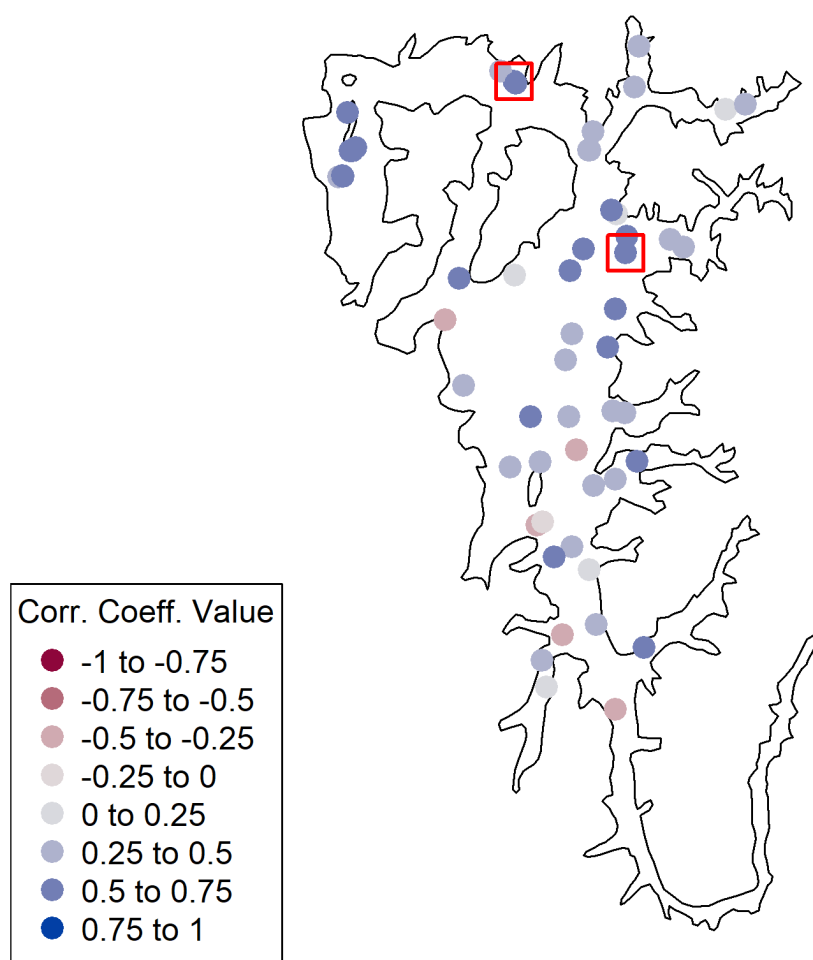 Corr. Coeff. Value
-1 to -0.75
-0.75 to -0.5
-0.5 to -0.25
-0.25 to 0
0 to 0.25
0.25 to 0.5
0.5 to 0.75
0.75 to 1